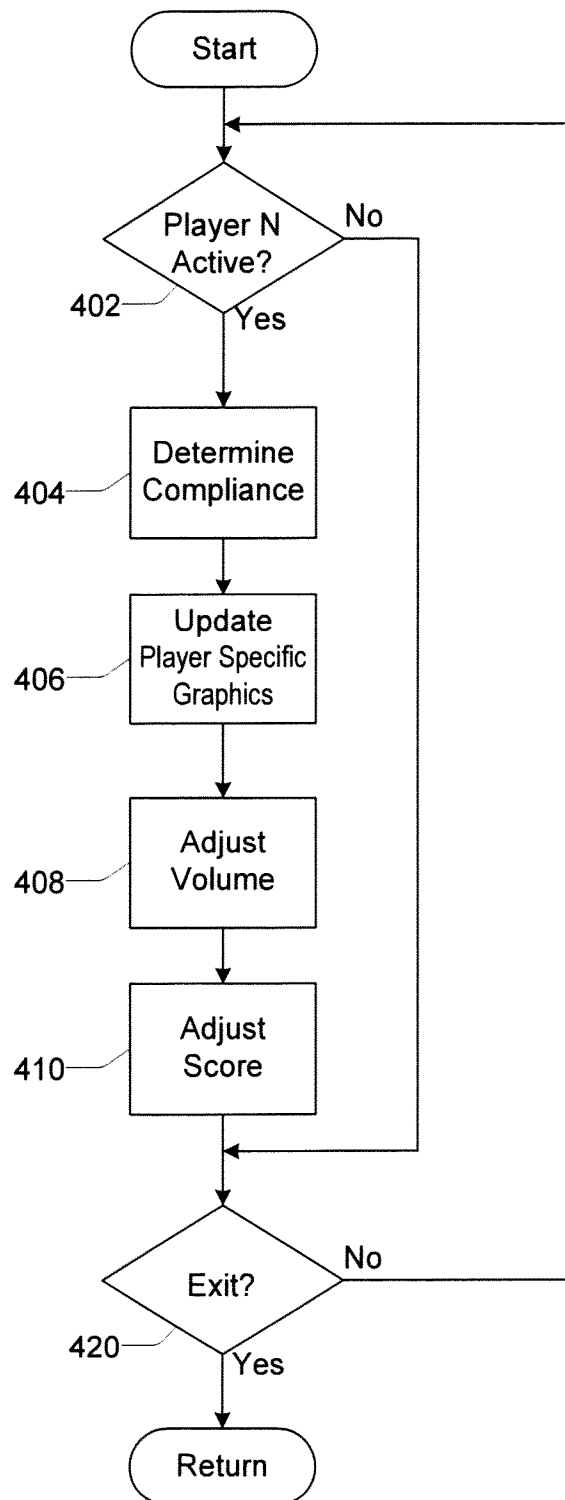 Start
Player N
Active?
No
402
Yes
Determine
Compliance
404
Update
Player Specific
Graphics
406
Adjust
Volume
408
Adjust
Score
410
Exit?
No
420
Yes
Return